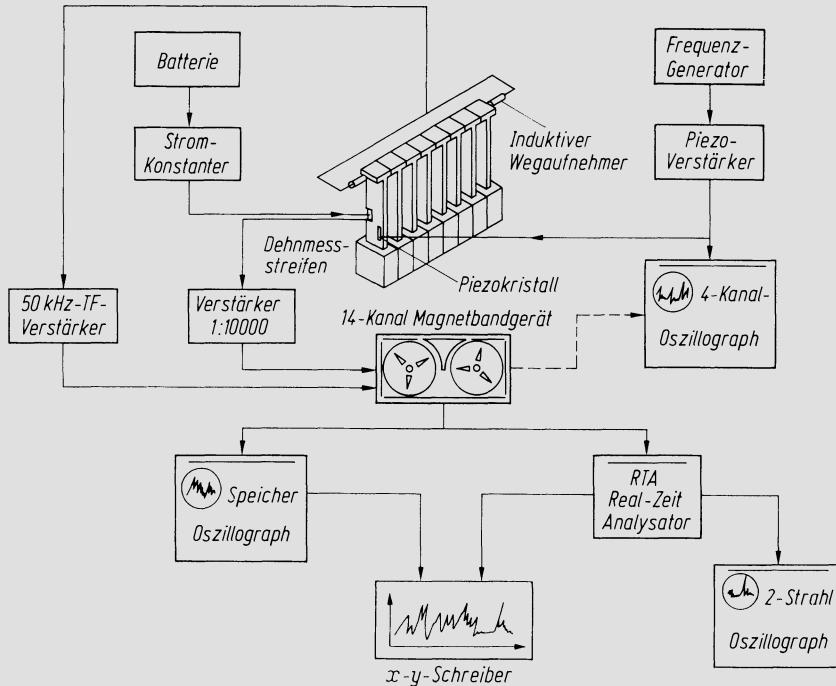 Batterie
Strom-
Konstanter
Frequenz-
Generator
Piezo-
Verstärker
Induktiver
Wegaufnehmer
Dehnmess-
streifen
Piezokristall
50 kHz-TF-
Verstärker
Verstärker
1:10000
14-Kanal Magnetbandgerät
4-Kanal-
Oszillograph
Speicher
Oszillograph
RTA
Real-Zeit
Analysator
2-Strahl
Oszillograph
x-y-Schreiber